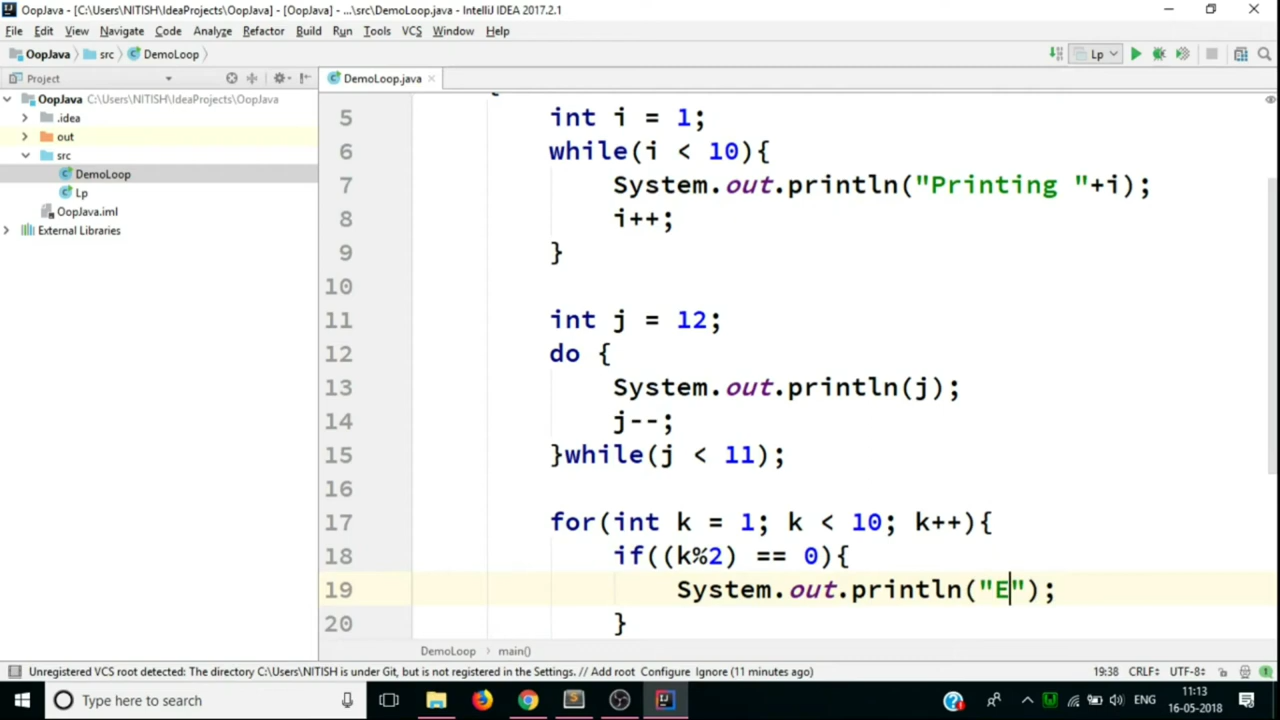 OopJava - [C:\Users\NITISH\IdeaProjects\OopJava] - [OopJava] - ...\src\DemoLoop.java - IntelliJ IDEA 2017.2.1
File Edit View Navigate Code Analyze Refactor Build Run Tools VCS Window Help
OopJava src DemoLoop Lp
Project
DemoLoop.java
OopJava C:\Users\NITISH\IdeaProjects\OopJava
.idea
out
src
DemoLoop
Lp
OopJava.iml
External Libraries
5 int i = 1;
6 while(i < 10){
7 System.out.println("Printing "+i);
8 i++;
9 }
10
11 int j = 12;
12 do {
13 System.out.println(j);
14 j--;
15 }while(j < 11);
16
17 for(int k = 1; k < 10; k++){
18 if((k%2) == 0){
19 System.out.println("E");
20 }
DemoLoop main()
Unregistered VCS root detected: The directory C:\Users\NITISH is under Git, but is not registered in the Settings. // Add root Configure Ignore (11 minutes ago) 19:38 CRLF÷ UTF-8÷
Type here to search ENG 11:13
16-05-2018